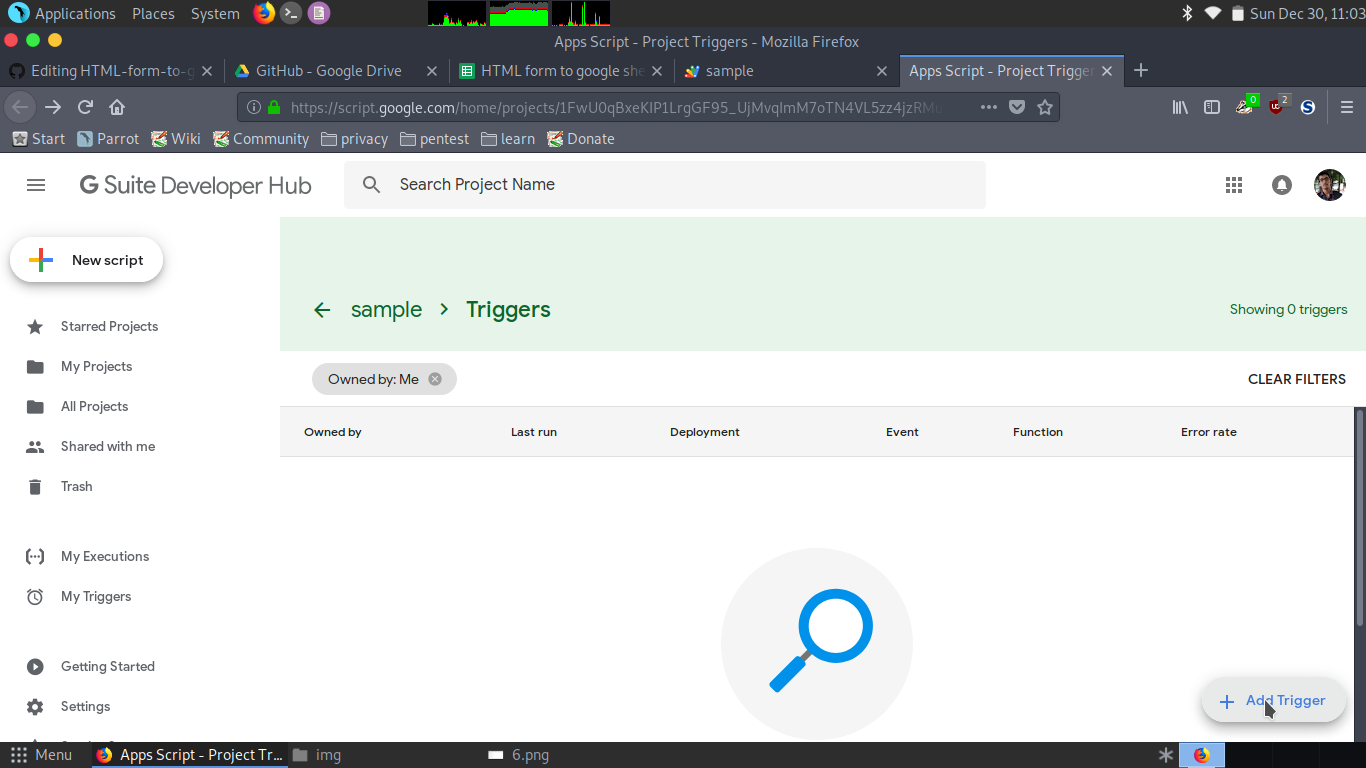 Applications Places System Sun Dec 30, 11:03
Apps Script - Project Triggers - Mozilla Firefox
Editing HTML-form-to-g GitHub - Google Drive HTML form to google she sample Apps Script - Project Trigger
https://script.google.com/home/projects/1FwU0qBxeKIP1LrgGF95_UjMvqlmM7oTN4VL5zz4jzRMu 0 2
Start Parrot Wiki Community privacy pentest learn Donate
G Suite Developer Hub Search Project Name
New script
sample > Triggers Showing 0 triggers
Starred Projects
My Projects
Owned by: Me CLEAR FILTERS
All Projects
Owned by Last run Deployment Event Function Error rate
Shared with me
Trash
My Executions
My Triggers
Getting Started
Add Trigger
Settings
Menu Apps Script - Project Tr... img 6.png